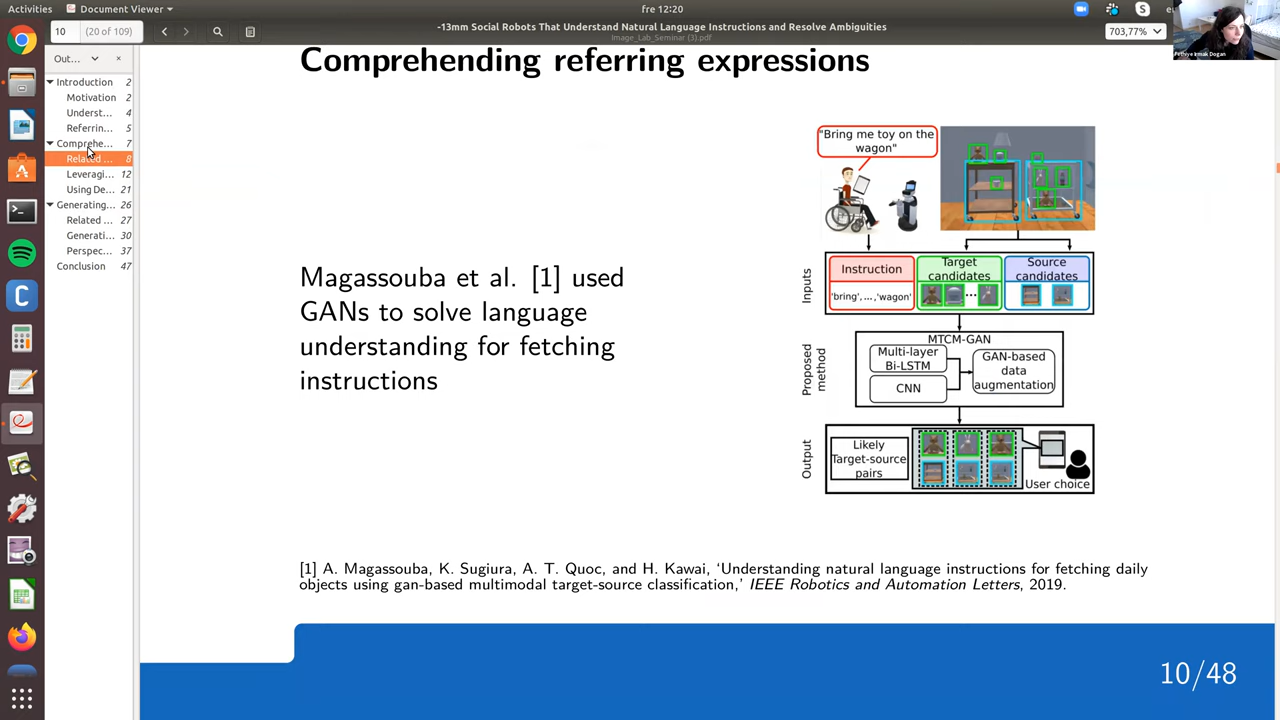 Activities
Document Viewer
fre 12:20
10
(20 of 109)
-13mm Social Robots That Understand Natural Language Instructions and Resolve Ambiguities
Image_Lab_Seminar (3).pdf
703,77%
Out...
Introduction 2
Motivation 2
Underst... 4
Referrin... 5
Comprehe... 7
Related ... 8
Leveragi... 12
Using De... 21
Generating... 26
Related ... 27
Generati... 30
Perspec... 37
Conclusion 47
Comprehending referring expressions
Magassouba et al. [1] used
GANs to solve language
understanding for fetching
instructions
"Bring me toy on the
wagon"
Inputs
Instruction
'bring', ... ,'wagon'
Target
candidates
...
Source
candidates
Proposed
method
MTCM-GAN
Multi-layer
Bi-LSTM
CNN
GAN-based
data
augmentation
Output
Likely
Target-source
pairs
User choice
[1] A. Magassouba, K. Sugiura, A. T. Quoc, and H. Kawai, ‘Understanding natural language instructions for fetching daily
objects using gan-based multimodal target-source classification,’ IEEE Robotics and Automation Letters, 2019.
10/48
Fethiye Irmak Dogan